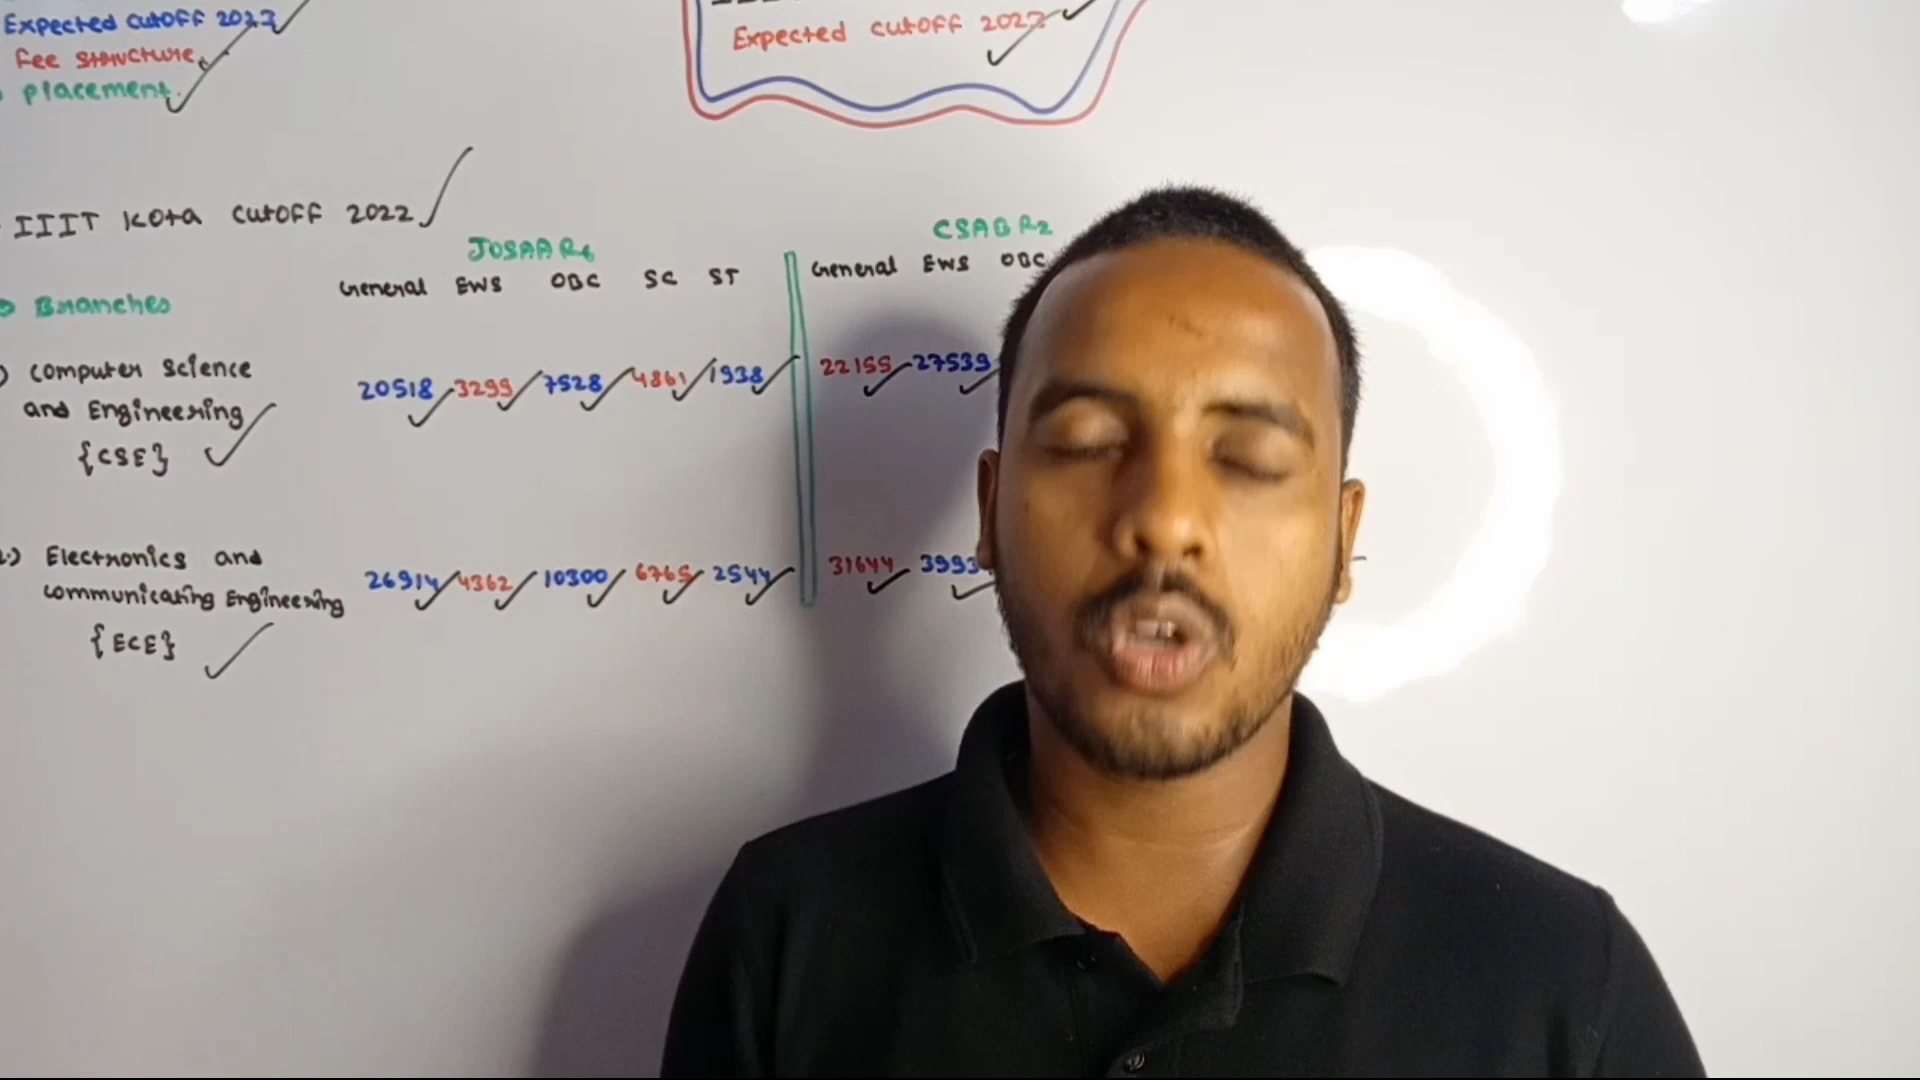 Expected cutoff 2023
Fee structure
Placement
Expected cutoff 2023
IIIT Kota cutoff 2022
JOSAA R6
CSAB R2
General EWS OBC SC ST
General EWS OBC
Branches
Computer Science
and Engineering
{CSE}
20518 3299 7528 4861 1938
22155 27539
2.) Electronics and
communicating Engineering
{ECE}
26914 4362 10300 6765 2544
31644